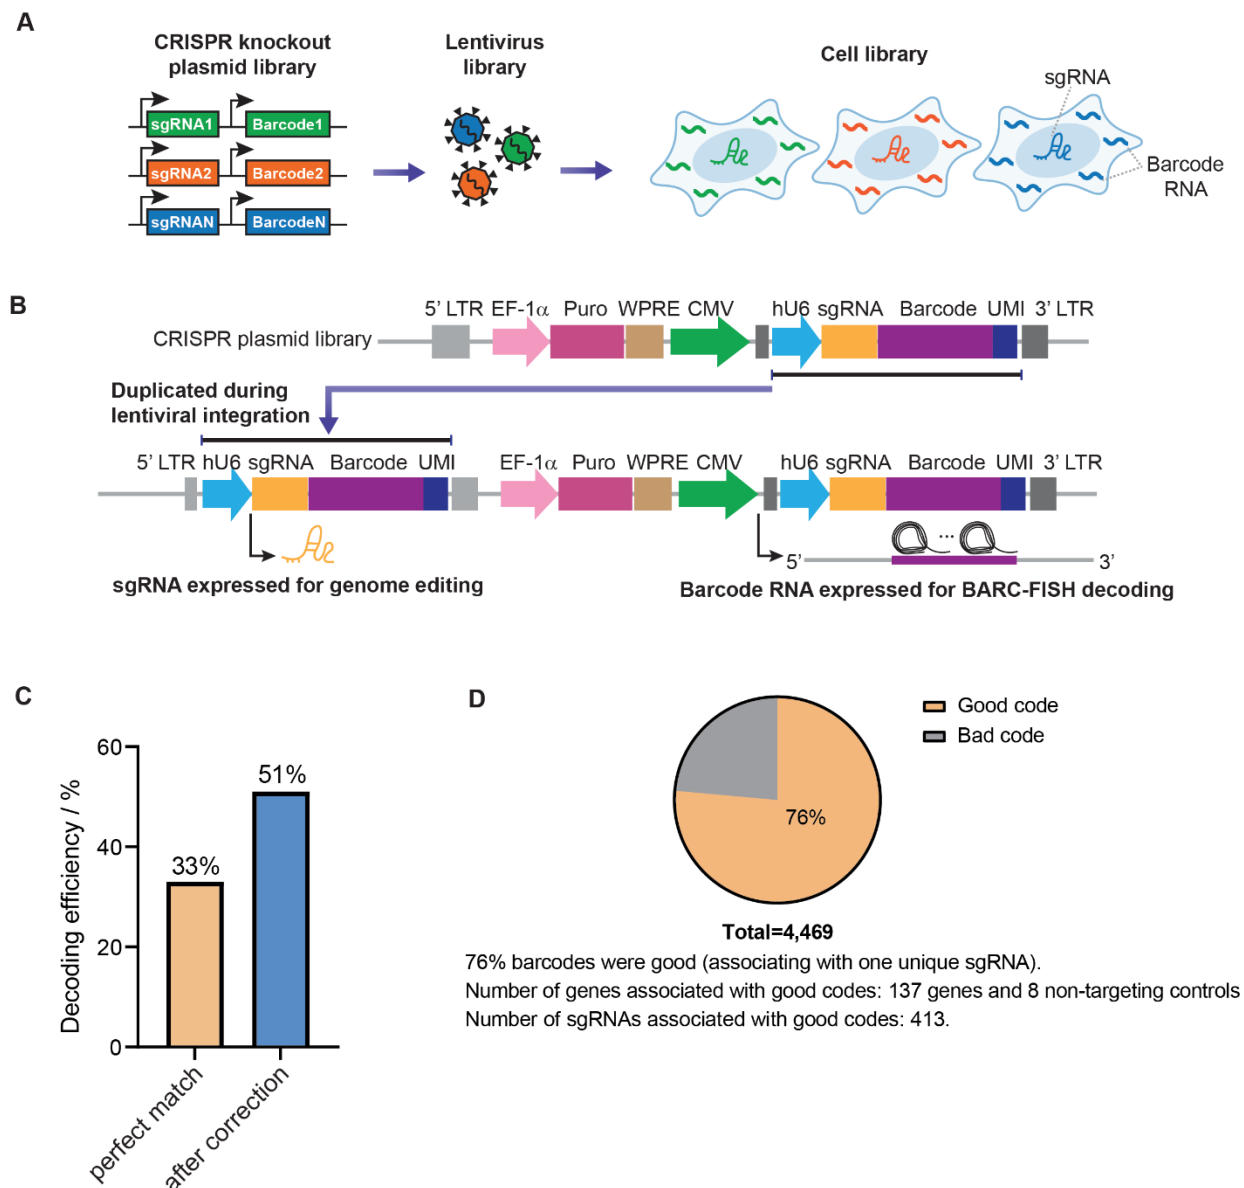 A
CRISPR knockout
plasmid library
Lentivirus
library
Cell library
sgRNA
sgRNA1
Barcode1
sgRNA2
Barcode2
sgRNAN
BarcodeN
Barcode
RNA
B
5’ LTR EF-1α Puro WPRE CMV hU6 sgRNA Barcode UMI 3’ LTR
CRISPR plasmid library
Duplicated during
lentiviral integration
5’ LTR hU6 sgRNA Barcode UMI EF-1α Puro WPRE CMV hU6 sgRNA Barcode UMI 3’ LTR
...
5’ 3’
sgRNA expressed for genome editing
Barcode RNA expressed for BARC-FISH decoding
C
Decoding efficiency / %
60
40
20
0
33%
51%
perfect match
after correction
D
Good code
Bad code
76%
Total=4,469
76% barcodes were good (associating with one unique sgRNA).
Number of genes associated with good codes: 137 genes and 8 non-targeting controls
Number of sgRNAs associated with good codes: 413.